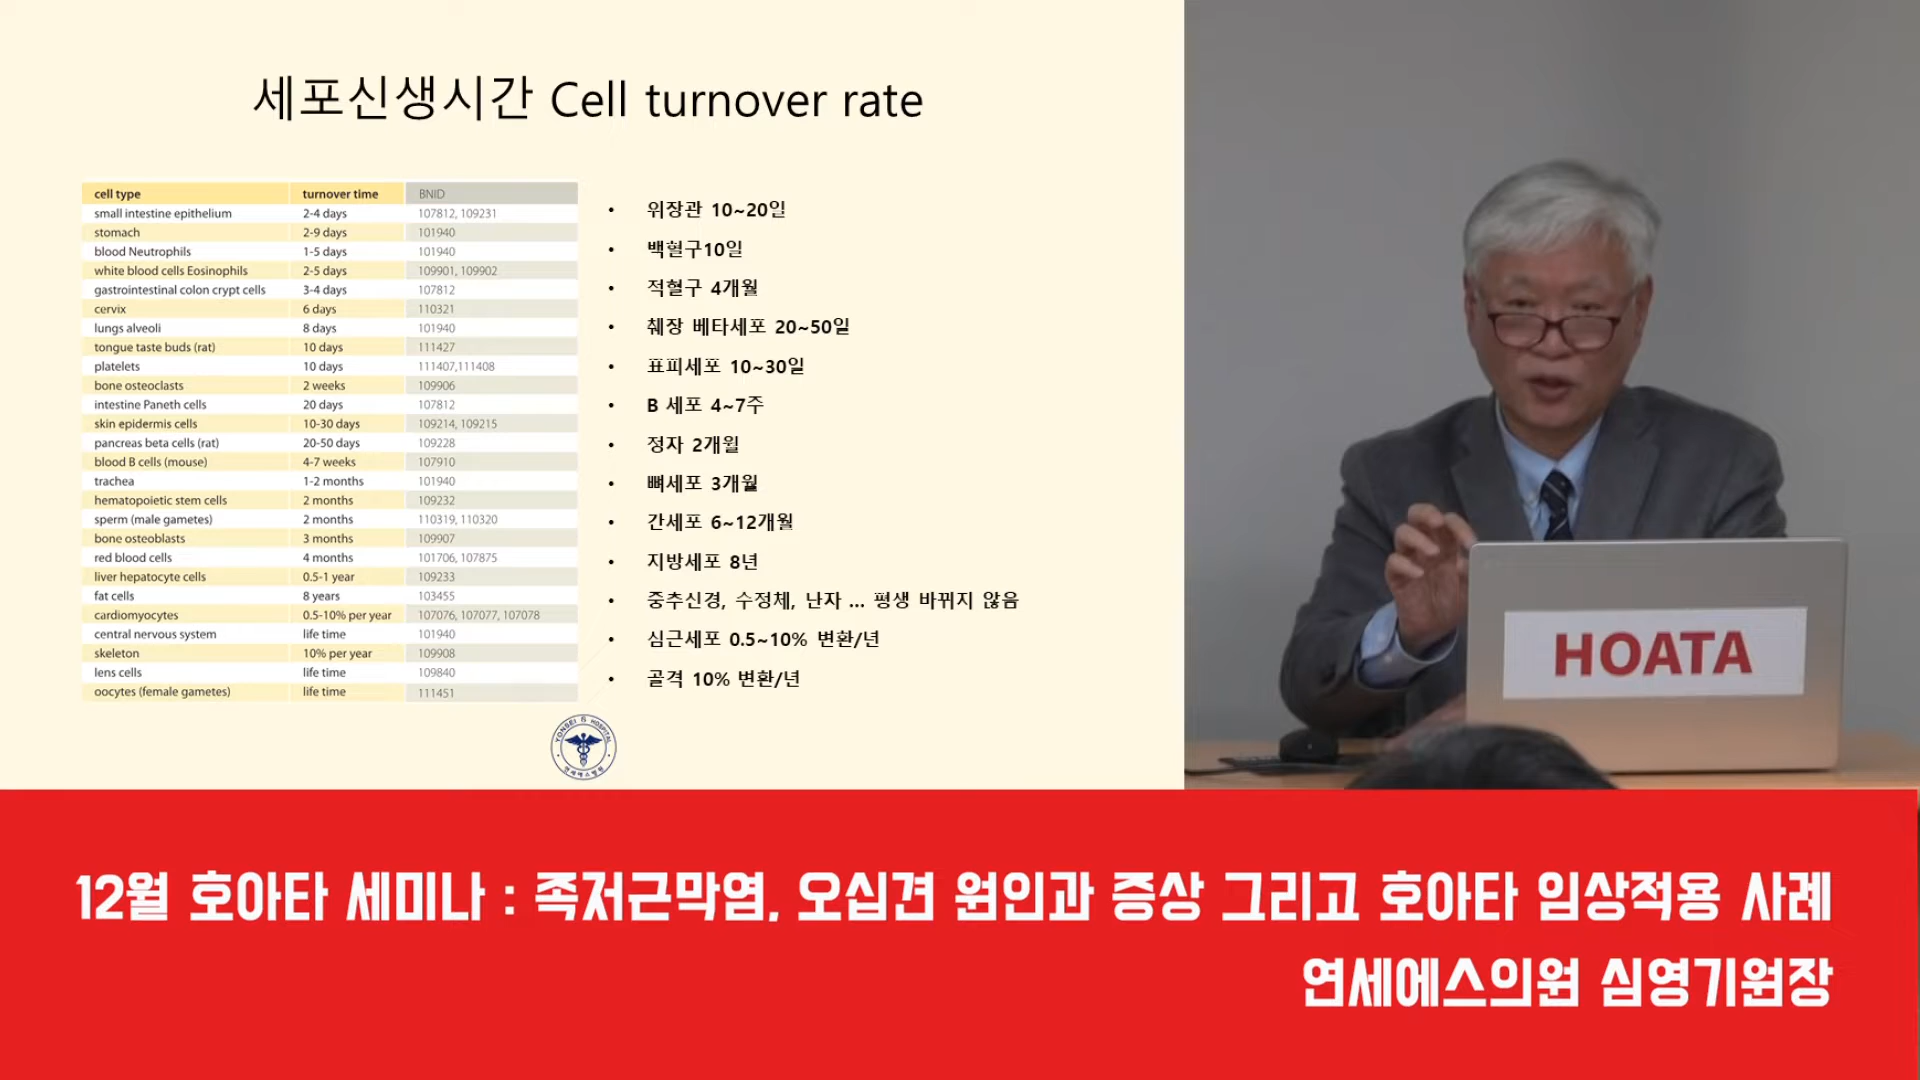 세포신생시간 Cell turnover rate
cell type turnover time BNID
small intestine epithelium 2-4 days 107812, 109231
stomach 2-9 days 101940
blood Neutrophils 1-5 days 101940
white blood cells Eosinophils 2-5 days 109901, 109902
gastrointestinal colon crypt cells 3-4 days 107812
cervix 6 days 110321
lungs alveoli 8 days 101940
tongue taste buds (rat) 10 days 111427
platelets 10 days 111407,111408
bone osteoclasts 2 weeks 109906
intestine Paneth cells 20 days 107812
skin epidermis cells 10-30 days 109214, 109215
pancreas beta cells (rat) 20-50 days 109228
blood B cells (mouse) 4-7 weeks 107910
trachea 1-2 months 101940
hematopoietic stem cells 2 months 109232
sperm (male gametes) 2 months 110319, 110320
bone osteoblasts 3 months 109907
red blood cells 4 months 101706, 107875
liver hepatocyte cells 0.5-1 year 109233
fat cells 8 years 103455
cardiomyocytes 0.5-10% per year 107076, 107077, 107078
central nervous system life time 101940
skeleton 10% per year 109908
lens cells life time 109840
oocytes (female gametes) life time 111451
• 위장관 10~20일
• 백혈구10일
• 적혈구 4개월
• 췌장 베타세포 20~50일
• 표피세포 10~30일
• B 세포 4~7주
• 정자 2개월
• 뼈세포 3개월
• 간세포 6~12개월
• 지방세포 8년
• 중추신경, 수정체, 난자 ... 평생 바뀌지 않음
• 심근세포 0.5~10% 변환/년
• 골격 10% 변환/년
YONSEI S HOSPITAL
연세에스병원
HOATA
12월 호아타 세미나 : 족저근막염, 오십견 원인과 증상 그리고 호아타 임상적용 사례
연세에스의원 심영기원장